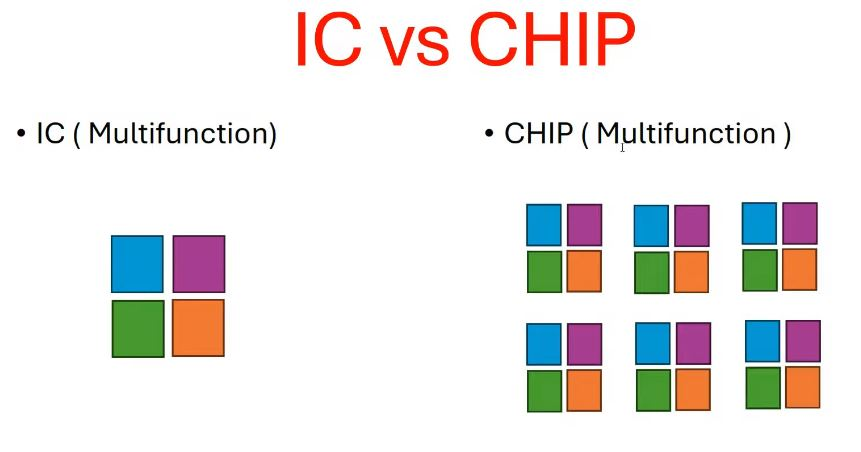 IC vs CHIP
• IC ( Multifunction)
• CHIP ( Multifunction )